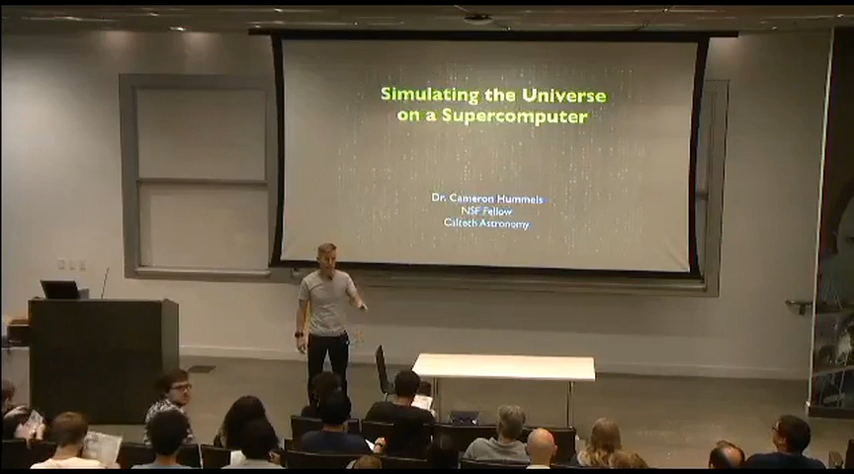 Simulating the Universe
on a Supercomputer
Dr. Cameron Hummels
NSF Fellow
Caltech Astronomy